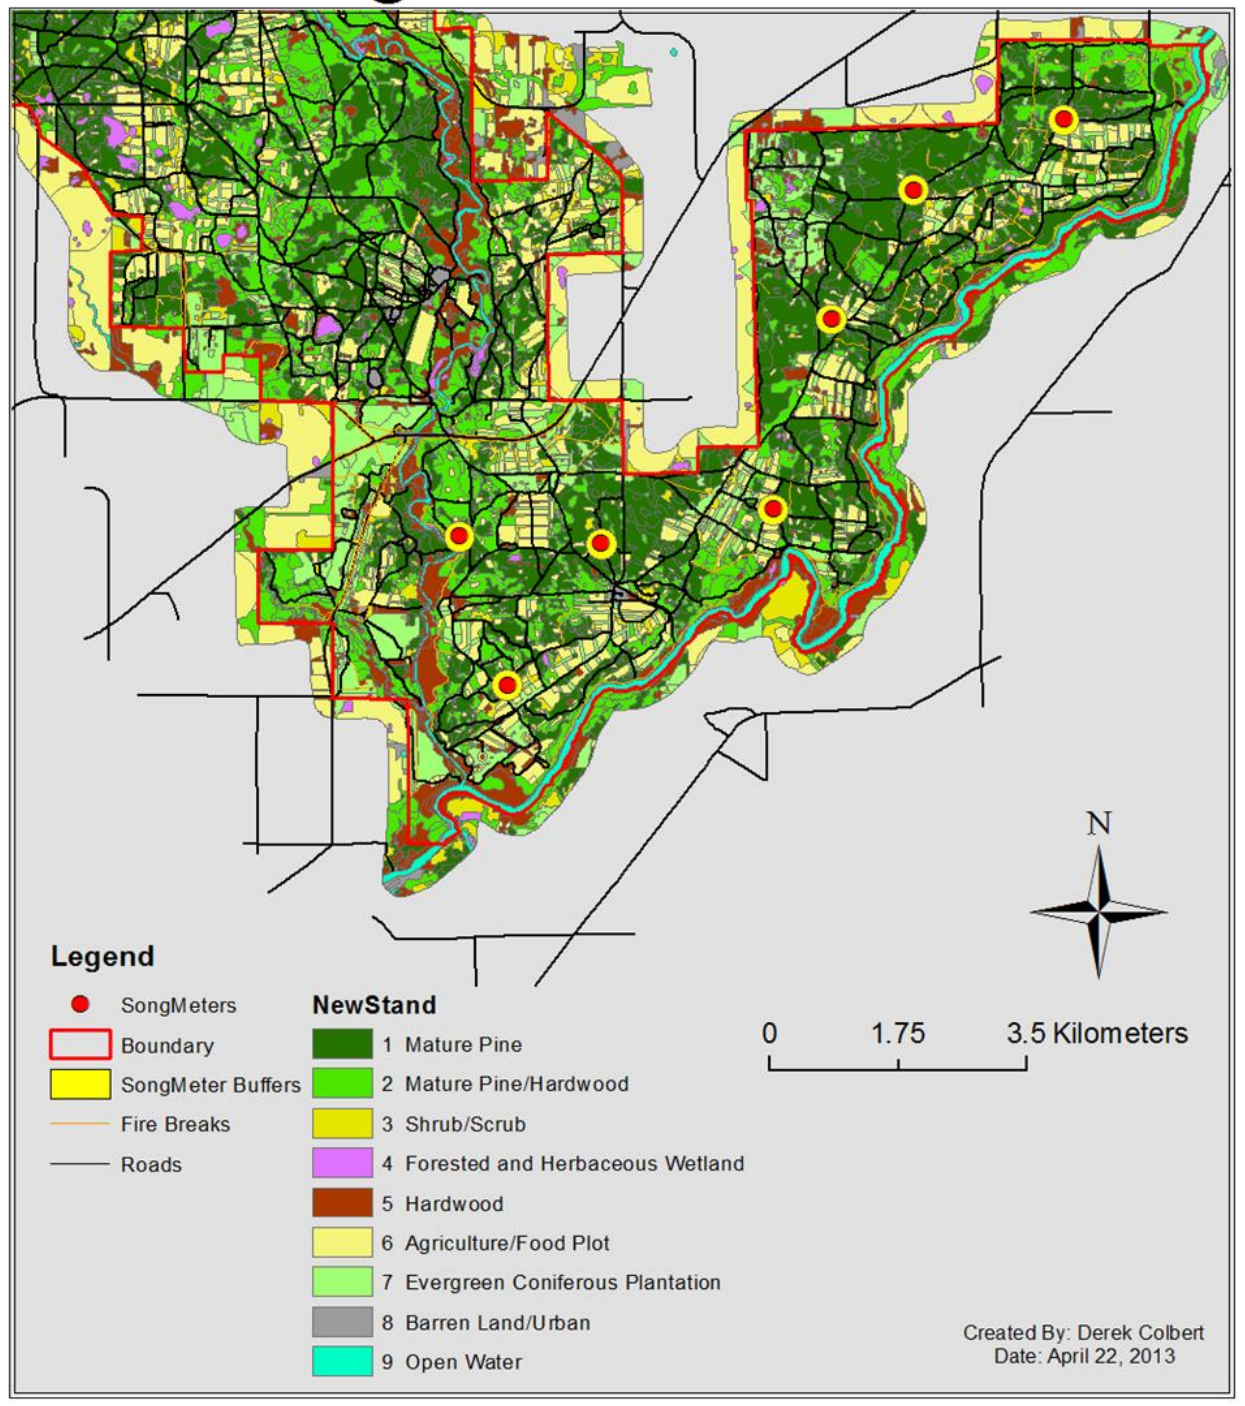 N
Legend
SongMeters
Boundary
SongMeter Buffers
Fire Breaks
Roads
NewStand
1 Mature Pine
2 Mature Pine/Hardwood
3 Shrub/Scrub
4 Forested and Herbaceous Wetland
5 Hardwood
6 Agriculture/Food Plot
7 Evergreen Coniferous Plantation
8 Barren Land/Urban
9 Open Water
0 1.75 3.5 Kilometers
Created By: Derek Colbert
Date: April 22, 2013